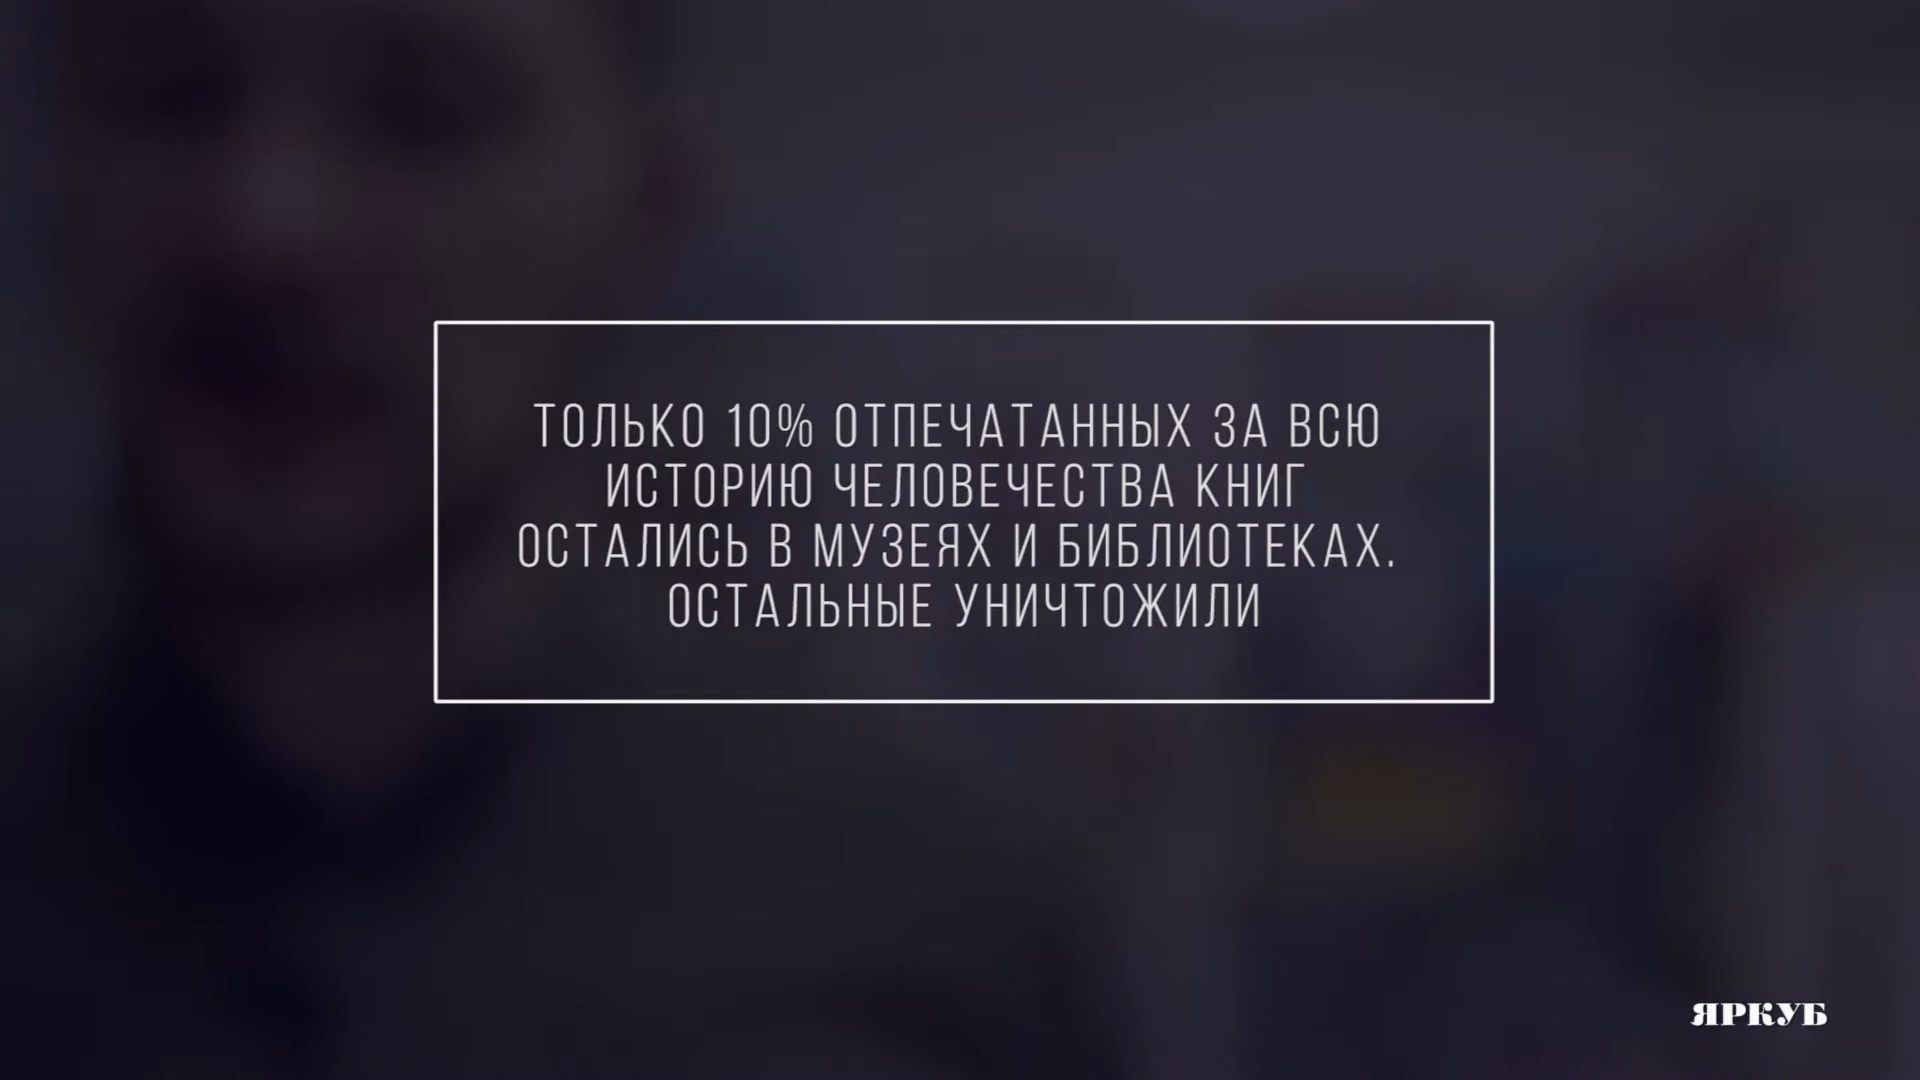 ТОЛЬКО 10% ОТПЕЧАТАННЫХ ЗА ВСЮ
ИСТОРИЮ ЧЕЛОВЕЧЕСТВА КНИГ
ОСТАЛИСЬ В МУЗЕЯХ И БИБЛИОТЕКАХ.
ОСТАЛЬНЫЕ УНИЧТОЖИЛИ
ЯРКУБ